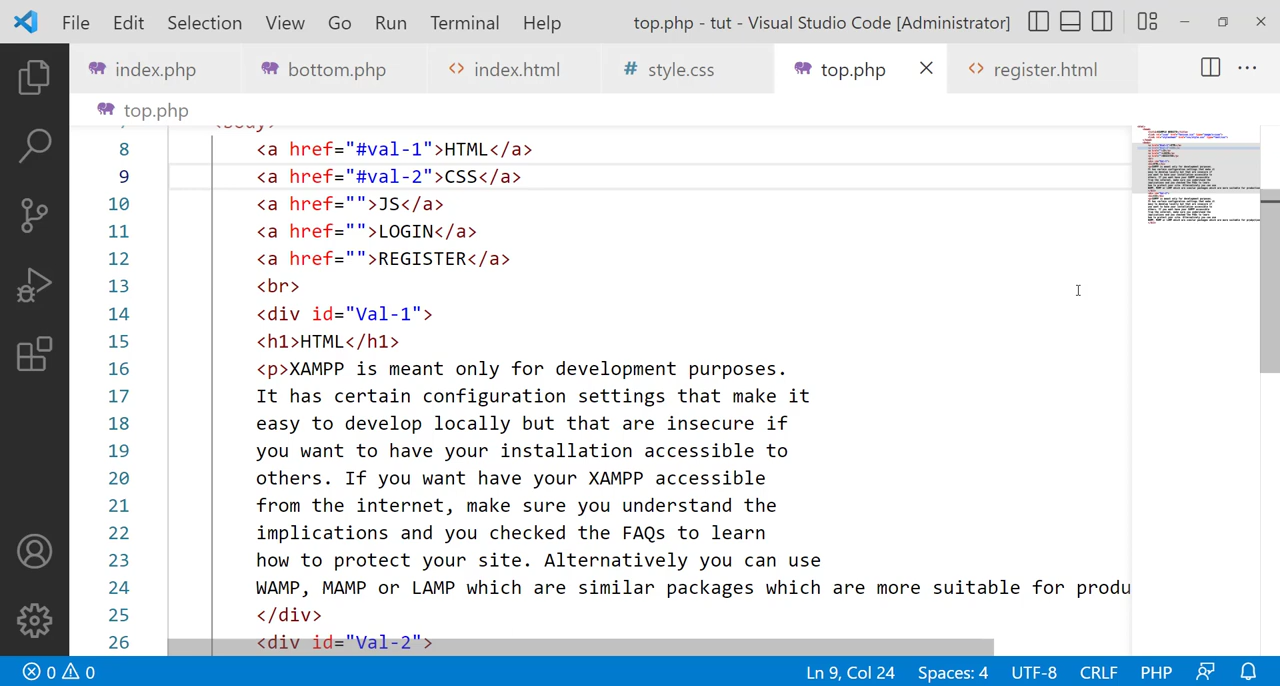 File Edit Selection View Go Run Terminal Help top.php - tut - Visual Studio Code [Administrator]
index.php bottom.php <> index.html # style.css top.php <> register.html
top.php
<body>
8 <a href="#val-1">HTML</a>
9 <a href="#val-2">CSS</a>
10 <a href="">JS</a>
11 <a href="">LOGIN</a>
12 <a href="">REGISTER</a>
13 <br>
14 <div id="Val-1">
15 <h1>HTML</h1>
16 <p>XAMPP is meant only for development purposes.
17 It has certain configuration settings that make it
18 easy to develop locally but that are insecure if
19 you want to have your installation accessible to
20 others. If you want have your XAMPP accessible
21 from the internet, make sure you understand the
22 implications and you checked the FAQs to learn
23 how to protect your site. Alternatively you can use
24 WAMP, MAMP or LAMP which are similar packages which are more suitable for produ
25 </div>
26 <div id="Val-2">
0 0 Ln 9, Col 24 Spaces: 4 UTF-8 CRLF PHP